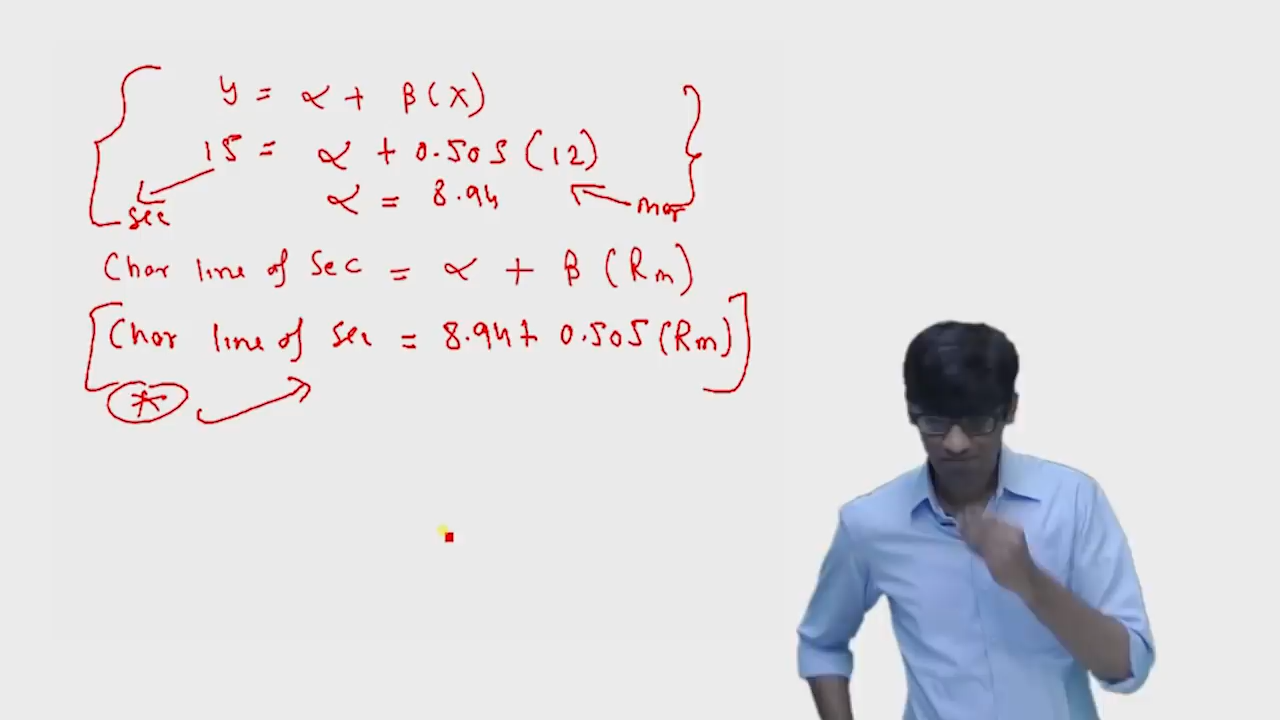 y = α + β(x)
15 = α + 0.505 (12)
α = 8.94
Sec
mar
Char line of Sec = α + β (Rm)
Char line of Sec = 8.94 + 0.505 (Rm)